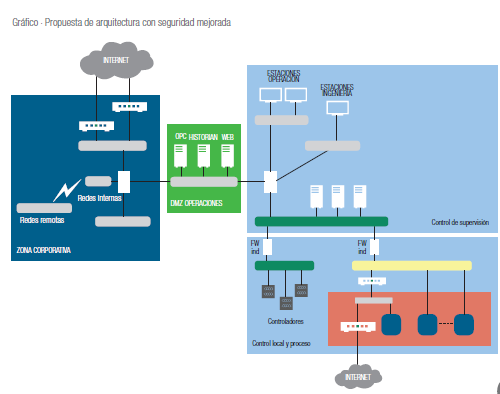 Gráfico - Propuesta de arquitectura con seguridad mejorada
INTERNET
ESTACIONES
OPERACIÓN
ESTACIONES
INGENIERÍA
OPC HISTORIAN WEB
Redes Internas
Redes remotas
DMZ OPERACIONES
ZONA CORPORATIVA
Control de supervisión
FW
ind
FW
ind
Controladores
Control local y proceso
INTERNET